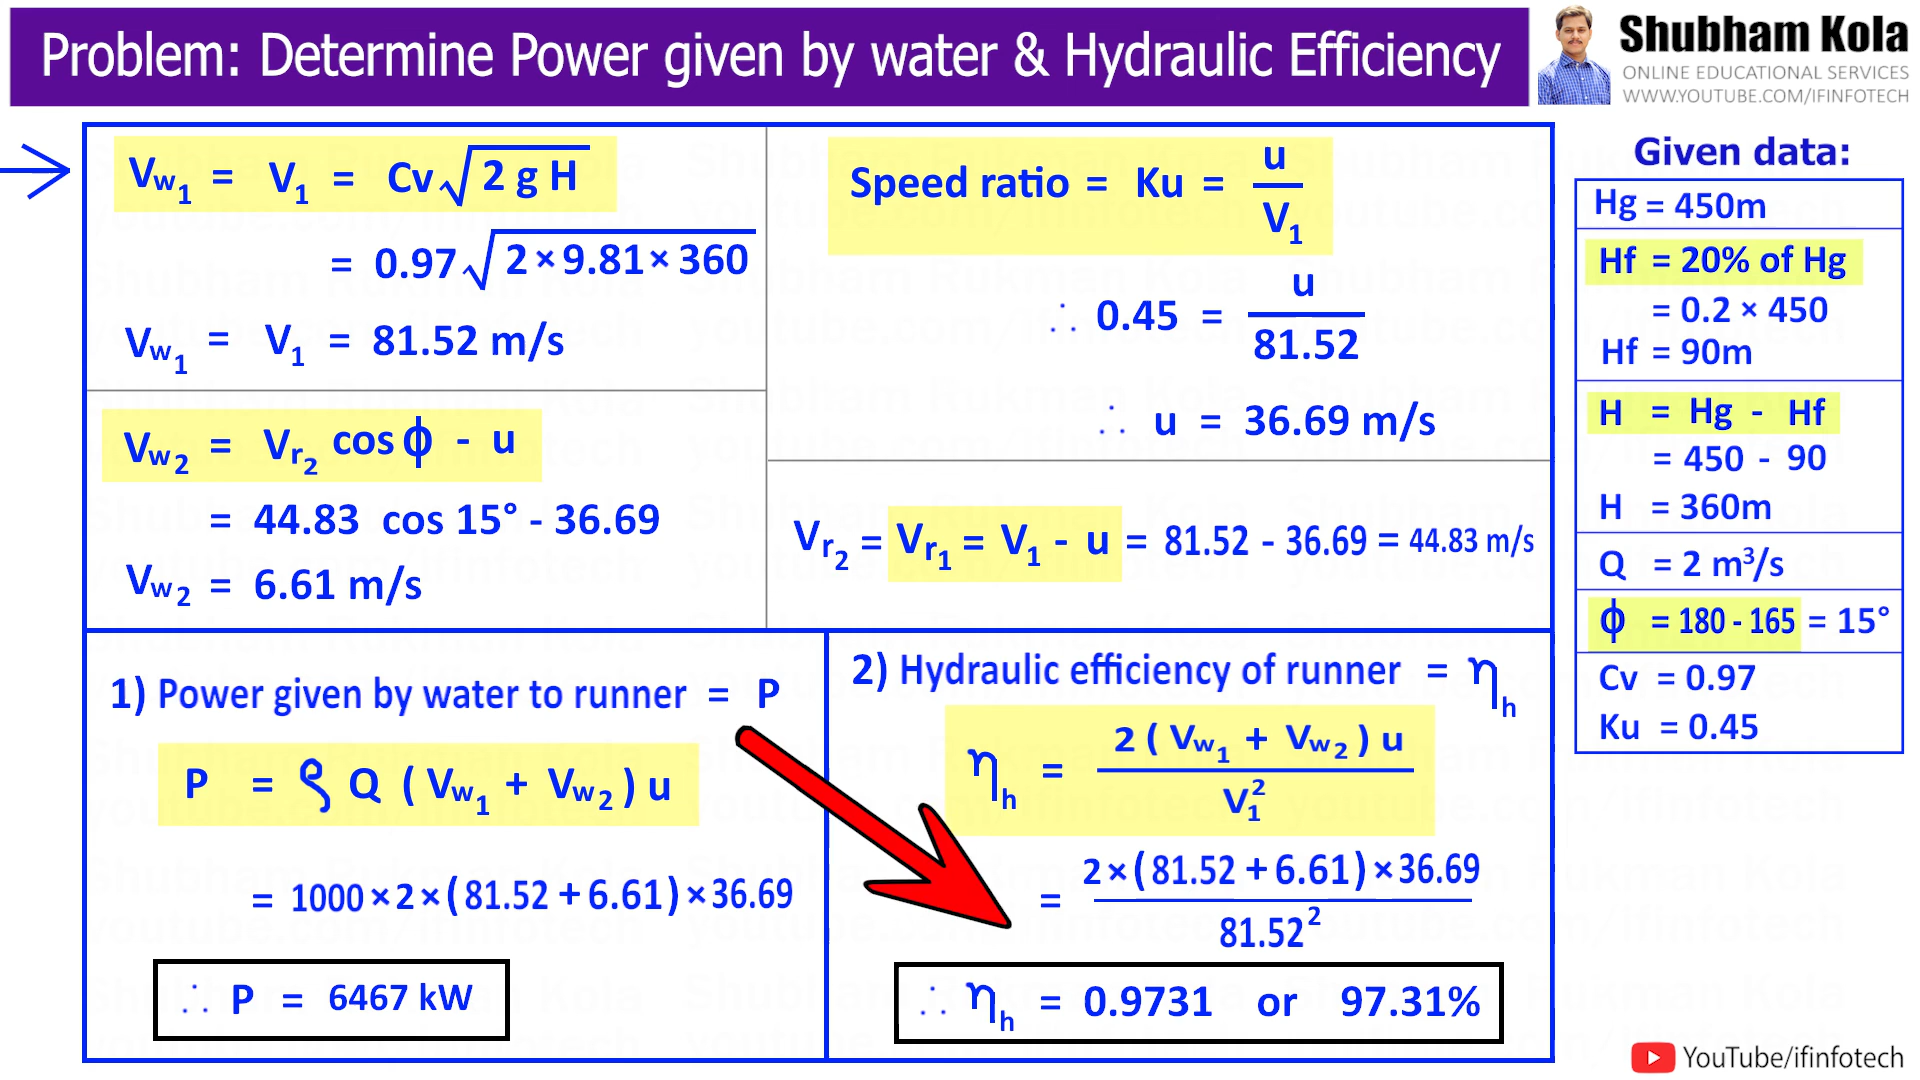 Problem: Determine Power given by water & Hydraulic Efficiency
Shubham Kola
ONLINE EDUCATIONAL SERVICES
WWW.YOUTUBE.COM/IFINFOTECH
Vw₁ = V₁ = Cv√(2 g H)
= 0.97√(2 × 9.81 × 360)
Vw₁ = V₁ = 81.52 m/s
Vw₂ = Vr₂ cos ϕ - u
= 44.83 cos 15° - 36.69
Vw₂ = 6.61 m/s
Speed ratio = Ku = u / V₁
∴ 0.45 = u / 81.52
∴ u = 36.69 m/s
Vr₂ = Vr₁ = V₁ - u = 81.52 - 36.69 = 44.83 m/s
1) Power given by water to runner = P
P = ρ Q ( Vw₁ + Vw₂ ) u
= 1000 × 2 × ( 81.52 + 6.61 ) × 36.69
∴ P = 6467 kW
2) Hydraulic efficiency of runner = ηh
ηh = 2 ( Vw₁ + Vw₂ ) u / V₁²
= 2 × ( 81.52 + 6.61 ) × 36.69 / 81.52²
∴ ηh = 0.9731 or 97.31%
Given data:
Hg = 450m
Hf = 20% of Hg
= 0.2 × 450
Hf = 90m
H = Hg - Hf
= 450 - 90
H = 360m
Q = 2 m³/s
ϕ = 180 - 165 = 15°
Cv = 0.97
Ku = 0.45
YouTube/ifinfotech